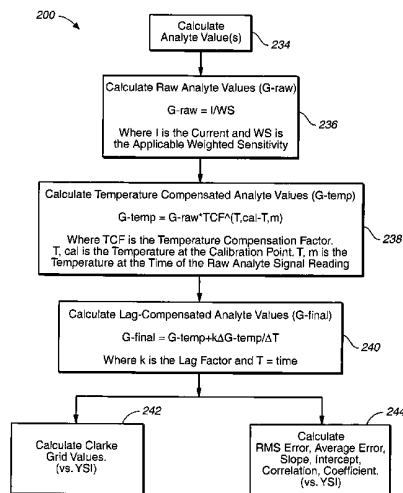 200
Calculate
Analyte Value(s)
234
Calculate Raw Analyte Values (G-raw)
G-raw = I/WS
Where I is the Current and WS is
the Applicable Weighted Sensitivity
236
Calculate Temperature Compensated Analyte Values (G-temp)
G-temp = G-raw*TCF^(T,cal-T,m)
Where TCF is the Temperature Compensation Factor.
T, cal is the Temperature at the Calibration Point. T, m is the
Temperature at the Time of the Raw Analyte Signal Reading
238
Calculate Lag-Compensated Analyte Values (G-final)
G-final = G-temp+kΔG-temp/ΔT
Where k is the Lag Factor and T = time
240
242
Calculate Clarke
Grid Values.
(vs. YSI)
244
Calculate
RMS Error, Average Error,
Slope, Intercept,
Correlation, Coefficient.
(vs. YSI)